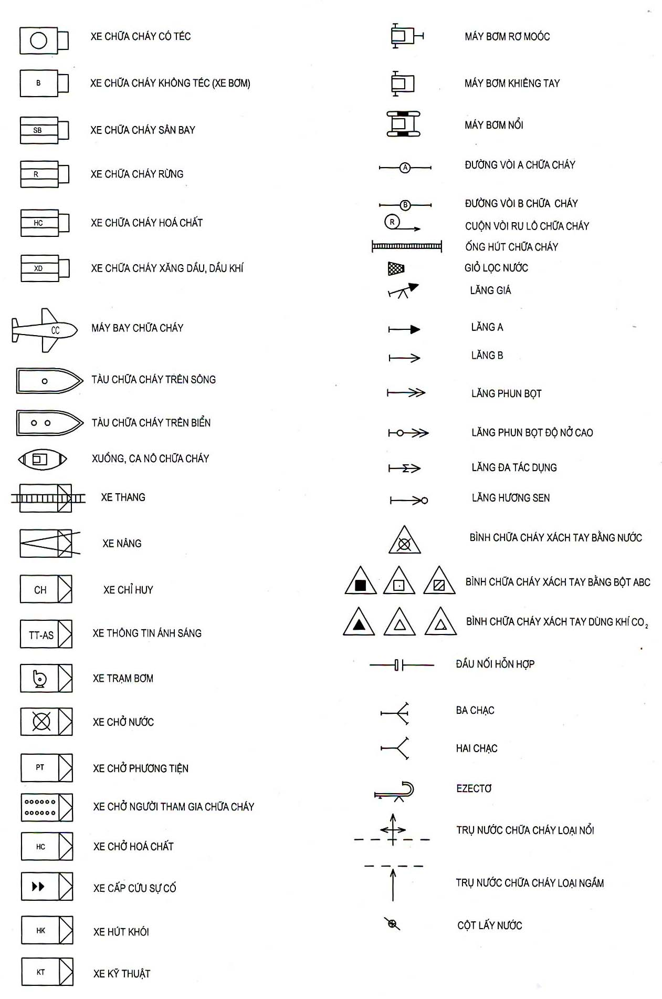 XE CHỮA CHÁY CÓ TÉC
B
XE CHỮA CHÁY KHÔNG TÉC (XE BƠM)
SB
XE CHỮA CHÁY SÂN BAY
R
XE CHỮA CHÁY RỪNG
HC
XE CHỮA CHÁY HOÁ CHẤT
XD
XE CHỮA CHÁY XĂNG DẦU, DẦU KHÍ
CC
MÁY BAY CHỮA CHÁY
TÀU CHỮA CHÁY TRÊN SÔNG
TÀU CHỮA CHÁY TRÊN BIỂN
XUỒNG, CA NÔ CHỮA CHÁY
XE THANG
XE NÂNG
CH
XE CHỈ HUY
TT-AS
XE THÔNG TIN ÁNH SÁNG
XE TRẠM BƠM
XE CHỞ NƯỚC
PT
XE CHỞ PHƯƠNG TIỆN
XE CHỞ NGƯỜI THAM GIA CHỮA CHÁY
HC
XE CHỞ HOÁ CHẤT
XE CẤP CỨU SỰ CỐ
HK
XE HÚT KHÓI
KT
XE KỸ THUẬT
MÁY BƠM RƠ MOÓC
MÁY BƠM KHIÊNG TAY
MÁY BƠM NỔI
A
ĐƯỜNG VÒI A CHỮA CHÁY
B
ĐƯỜNG VÒI B CHỮA CHÁY
R
CUỘN VÒI RU LÔ CHỮA CHÁY
ỐNG HÚT CHỮA CHÁY
GIỎ LỌC NƯỚC
LĂNG GIÁ
LĂNG A
LĂNG B
LĂNG PHUN BỌT
LĂNG PHUN BỌT ĐỘ NỞ CAO
LĂNG ĐA TÁC DỤNG
LĂNG HƯƠNG SEN
BÌNH CHỮA CHÁY XÁCH TAY BẰNG NƯỚC
BÌNH CHỮA CHÁY XÁCH TAY BẰNG BỘT ABC
BÌNH CHỮA CHÁY XÁCH TAY DÙNG KHÍ CO₂
ĐẦU NỐI HỖN HỢP
BA CHẠC
HAI CHẠC
EZECTƠ
TRỤ NƯỚC CHỮA CHÁY LOẠI NỔI
TRỤ NƯỚC CHỮA CHÁY LOẠI NGẦM
CỘT LẤY NƯỚC